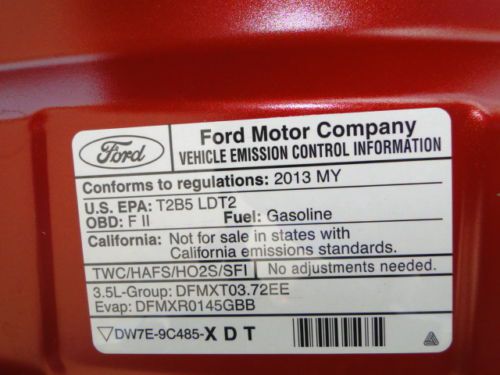 Ford
Ford Motor Company
VEHICLE EMISSION CONTROL INFORMATION
Conforms to regulations: 2013 MY
U.S. EPA: T2B5 LDT2
OBD: F II Fuel: Gasoline
California: Not for sale in states with
California emissions standards.
TWC/HAFS/HO2S/SFI No adjustments needed.
3.5L-Group: DFMXT03.72EE
Evap: DFMXR0145GBB
DW7E-9C485-X D T